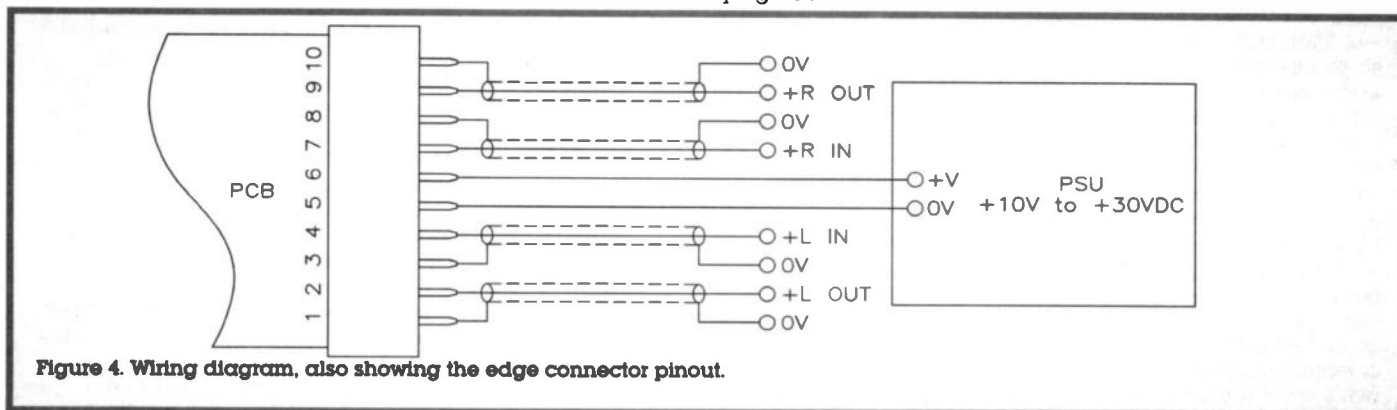 10
9
8
7
6
5
4
3
2
1
PCB
0V
+R OUT
0V
+R IN
+V
0V
PSU
+10V to +30VDC
+L IN
0V
+L OUT
0V
Figure 4. Wiring diagram, also showing the edge connector pinout.